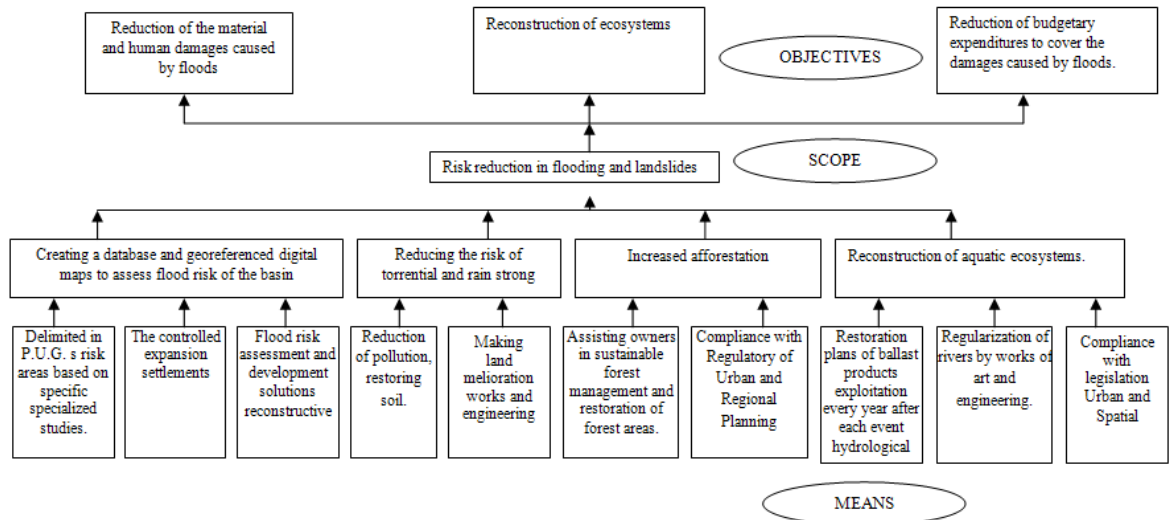 Reduction of the material
and human damages caused
by floods
Reconstruction of ecosystems
OBJECTIVES
Reduction of budgetary
expenditures to cover the
damages caused by floods.
Risk reduction in flooding and landslides
SCOPE
Creating a database and georeferenced digital
maps to assess flood risk of the basin
Reducing the risk of
torrential and rain strong
Increased afforestation
Reconstruction of aquatic ecosystems.
Delimited in
P.U.G. s risk
areas based on
specific
specialized
studies.
The controlled
expansion
settlements
Flood risk
assessment and
development
solutions
reconstructive
Reduction
of pollution,
restoring
soil.
Making
land
melioration
works and
engineering
Assisting owners
in sustainable
forest
management and
restoration of
forest areas.
Compliance with
Regulatory of
Urban and
Regional
Planning
Restoration
plans of ballast
products
exploitation
every year after
each event
hydrological
Regularization of
rivers by works of
art and
engineering.
Compliance
with
legislation
Urban and
Spatial
MEANS